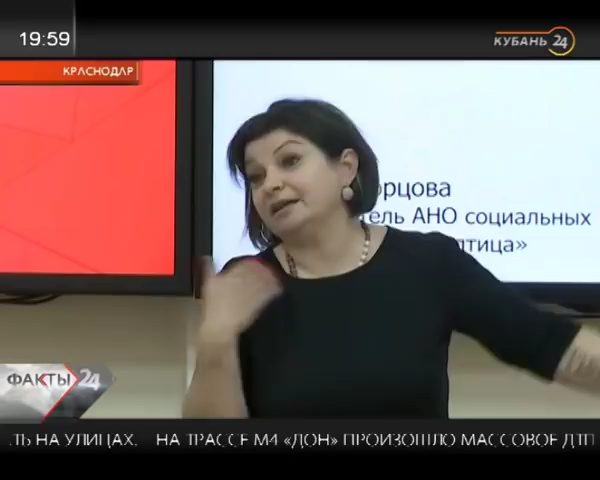 19:59
КУБАНЬ 24
КРАСНОДАР
АНО социальных
ФАКТЫ 24
НА УЛИЦАХ. НА ТРАССЕ М4 «ДОН» ПРОИЗОШЛО МАССОВОЕ ДТП